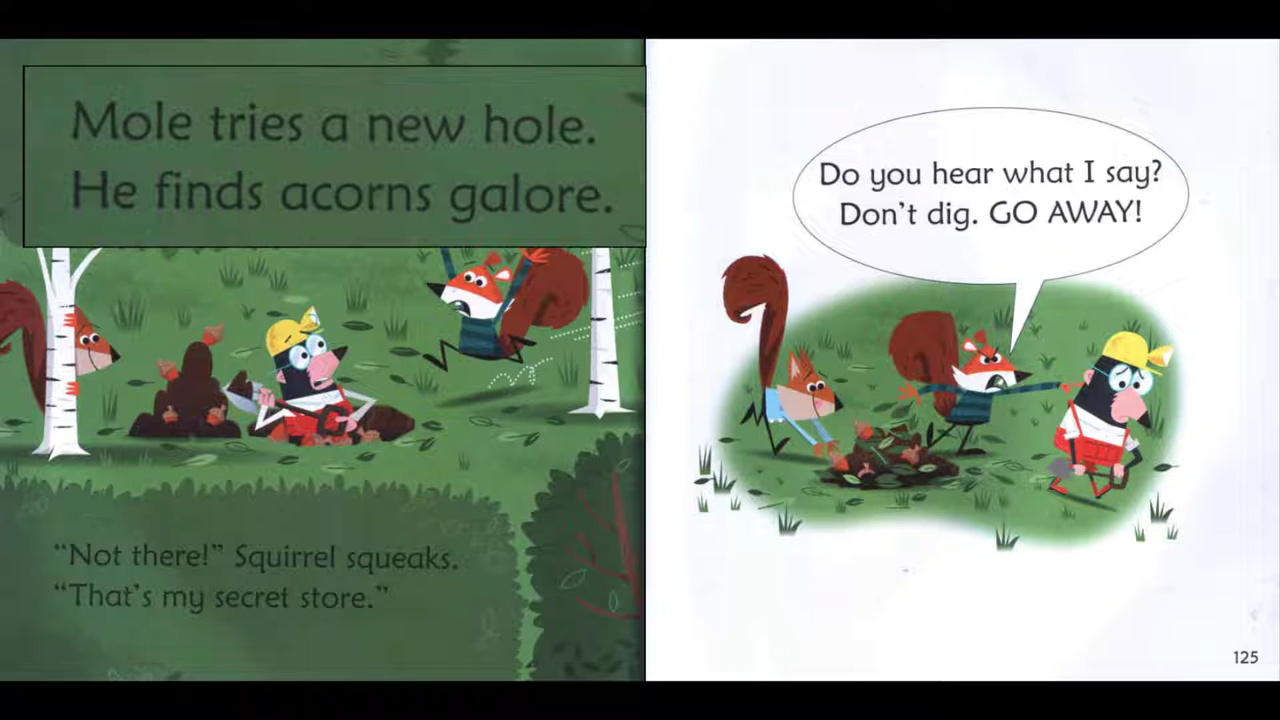 Mole tries a new hole.
He finds acorns galore.
“Not there!” Squirrel squeaks.
“That’s my secret store.”
Do you hear what I say?
Don’t dig. GO AWAY!
125